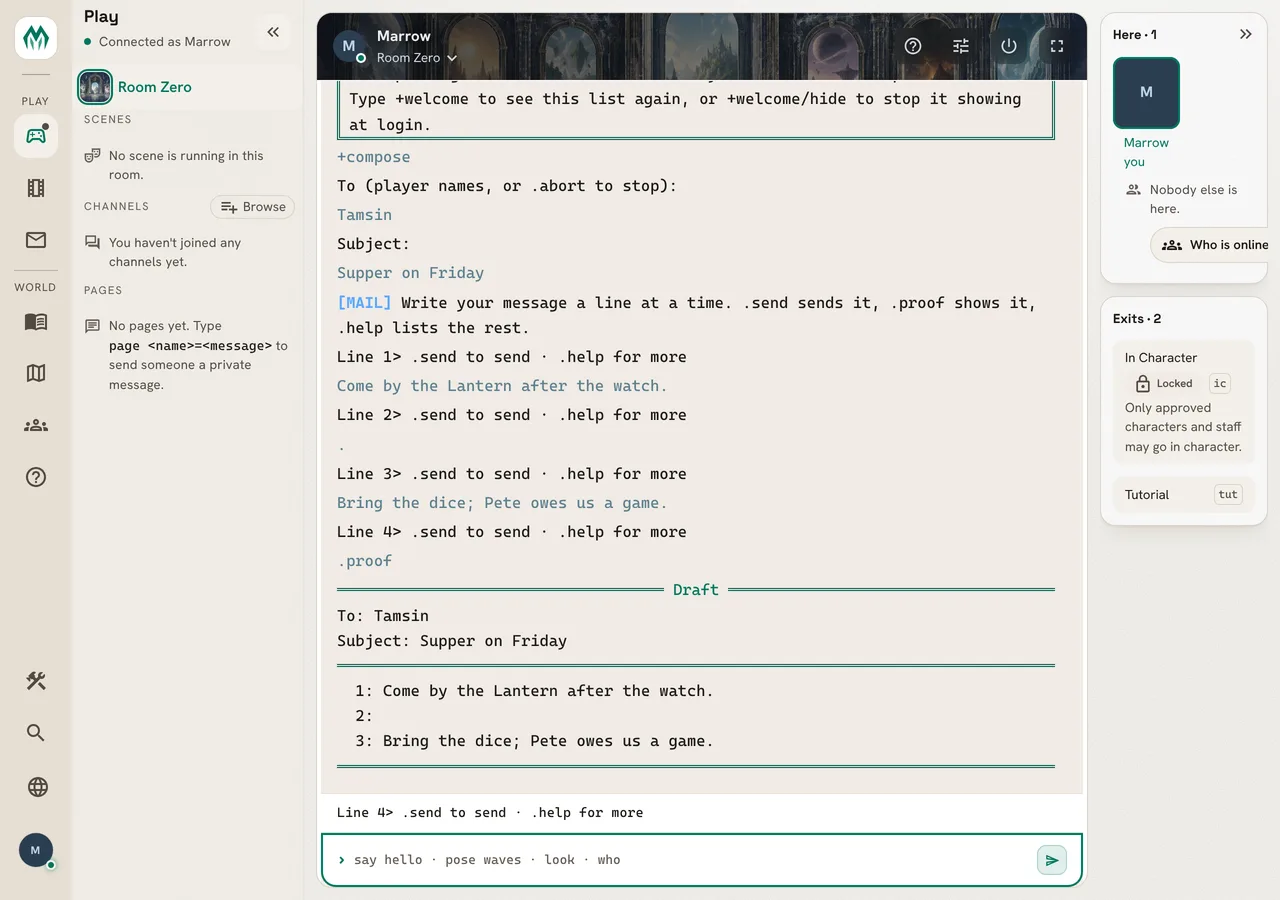 Play
Connected as Marrow
Room Zero
PLAY
SCENES
No scene is running in this
room.
CHANNELS
Browse
You haven't joined any
channels yet.
WORLD
PAGES
No pages yet. Type
page <name>=<message> to
send someone a private
message.
M
M
Marrow
Room Zero
Type +welcome to see this list again, or +welcome/hide to stop it showing
at login.
+compose
To (player names, or .abort to stop):
Tamsin
Subject:
Supper on Friday
[MAIL] Write your message a line at a time. .send sends it, .proof shows it,
.help lists the rest.
Line 1> .send to send · .help for more
Come by the Lantern after the watch.
Line 2> .send to send · .help for more
.
Line 3> .send to send · .help for more
Bring the dice; Pete owes us a game.
Line 4> .send to send · .help for more
.proof
Draft
To: Tamsin
Subject: Supper on Friday
1: Come by the Lantern after the watch.
2:
3: Bring the dice; Pete owes us a game.
Line 4> .send to send · .help for more
› say hello · pose waves · look · who
Here · 1
M
Marrow
you
Nobody else is
here.
Who is online
Exits · 2
In Character
Locked ic
Only approved
characters and staff
may go in character.
Tutorial tut